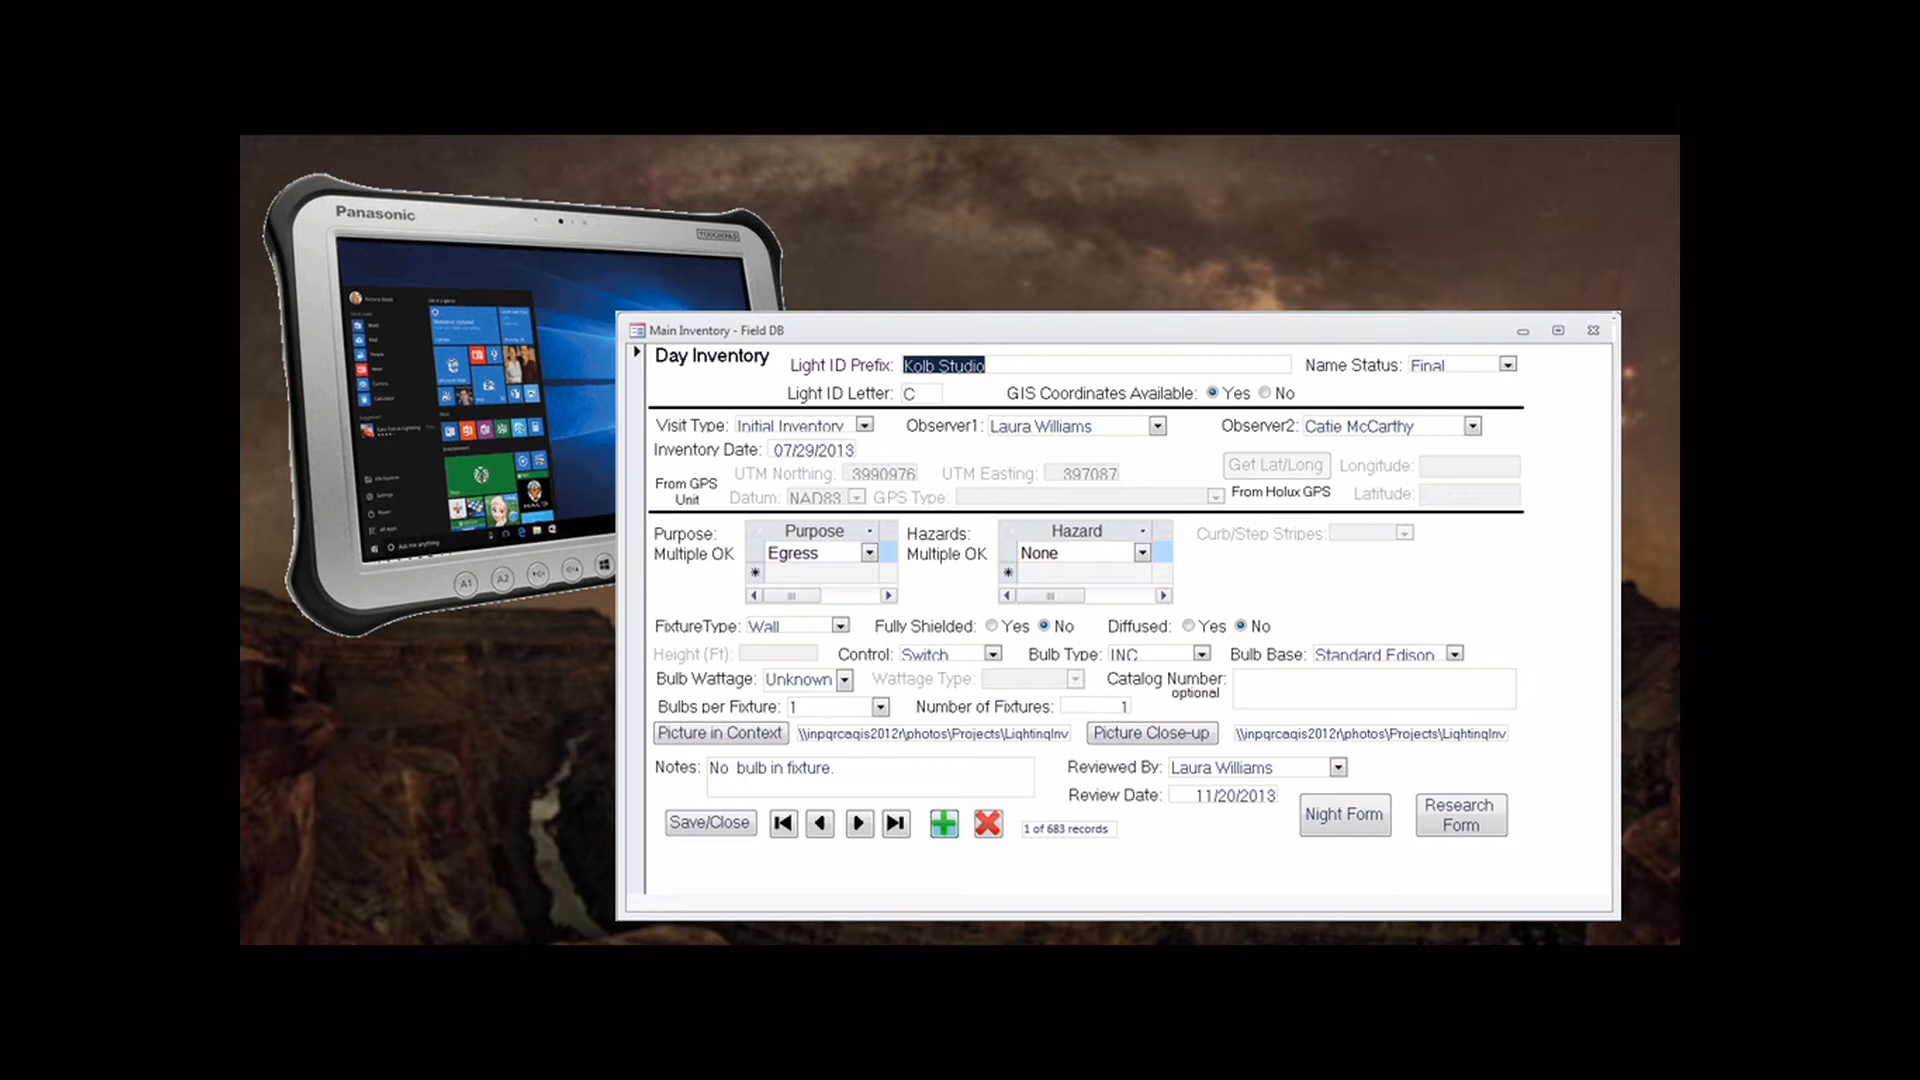 Panasonic
TOUGHPAD
Ask me anything
A1 A2
Main Inventory - Field DB
Day Inventory
Light ID Prefix: Kolb Studio Name Status: Final
Light ID Letter: C GIS Coordinates Available: Yes No
Visit Type: Initial Inventory Observer1: Laura Williams Observer2: Catie McCarthy
Inventory Date: 07/29/2013
UTM Northing: 3990976 UTM Easting: 397087 Get Lat/Long Longitude:
From GPS Unit Datum: NAD83 GPS Type: From Holux GPS Latitude:
Purpose: Purpose Hazards: Hazard Curb/Step Stripes:
Multiple OK Egress Multiple OK None
FixtureType: Wall Fully Shielded: Yes No Diffused: Yes No
Height (Ft): Control: Switch Bulb Type: INC Bulb Base: Standard Edison
Bulb Wattage: Unknown Wattage Type: Catalog Number:
optional
Bulbs per Fixture: 1 Number of Fixtures: 1
Picture in Context \\inpgrcagis2012r\photos\Projects\LightingInv Picture Close-up \\inpgrcagis2012r\photos\Projects\LightingInv
Notes: No bulb in fixture. Reviewed By: Laura Williams
Review Date: 11/20/2013
Save/Close 1 of 683 records Night Form Research Form